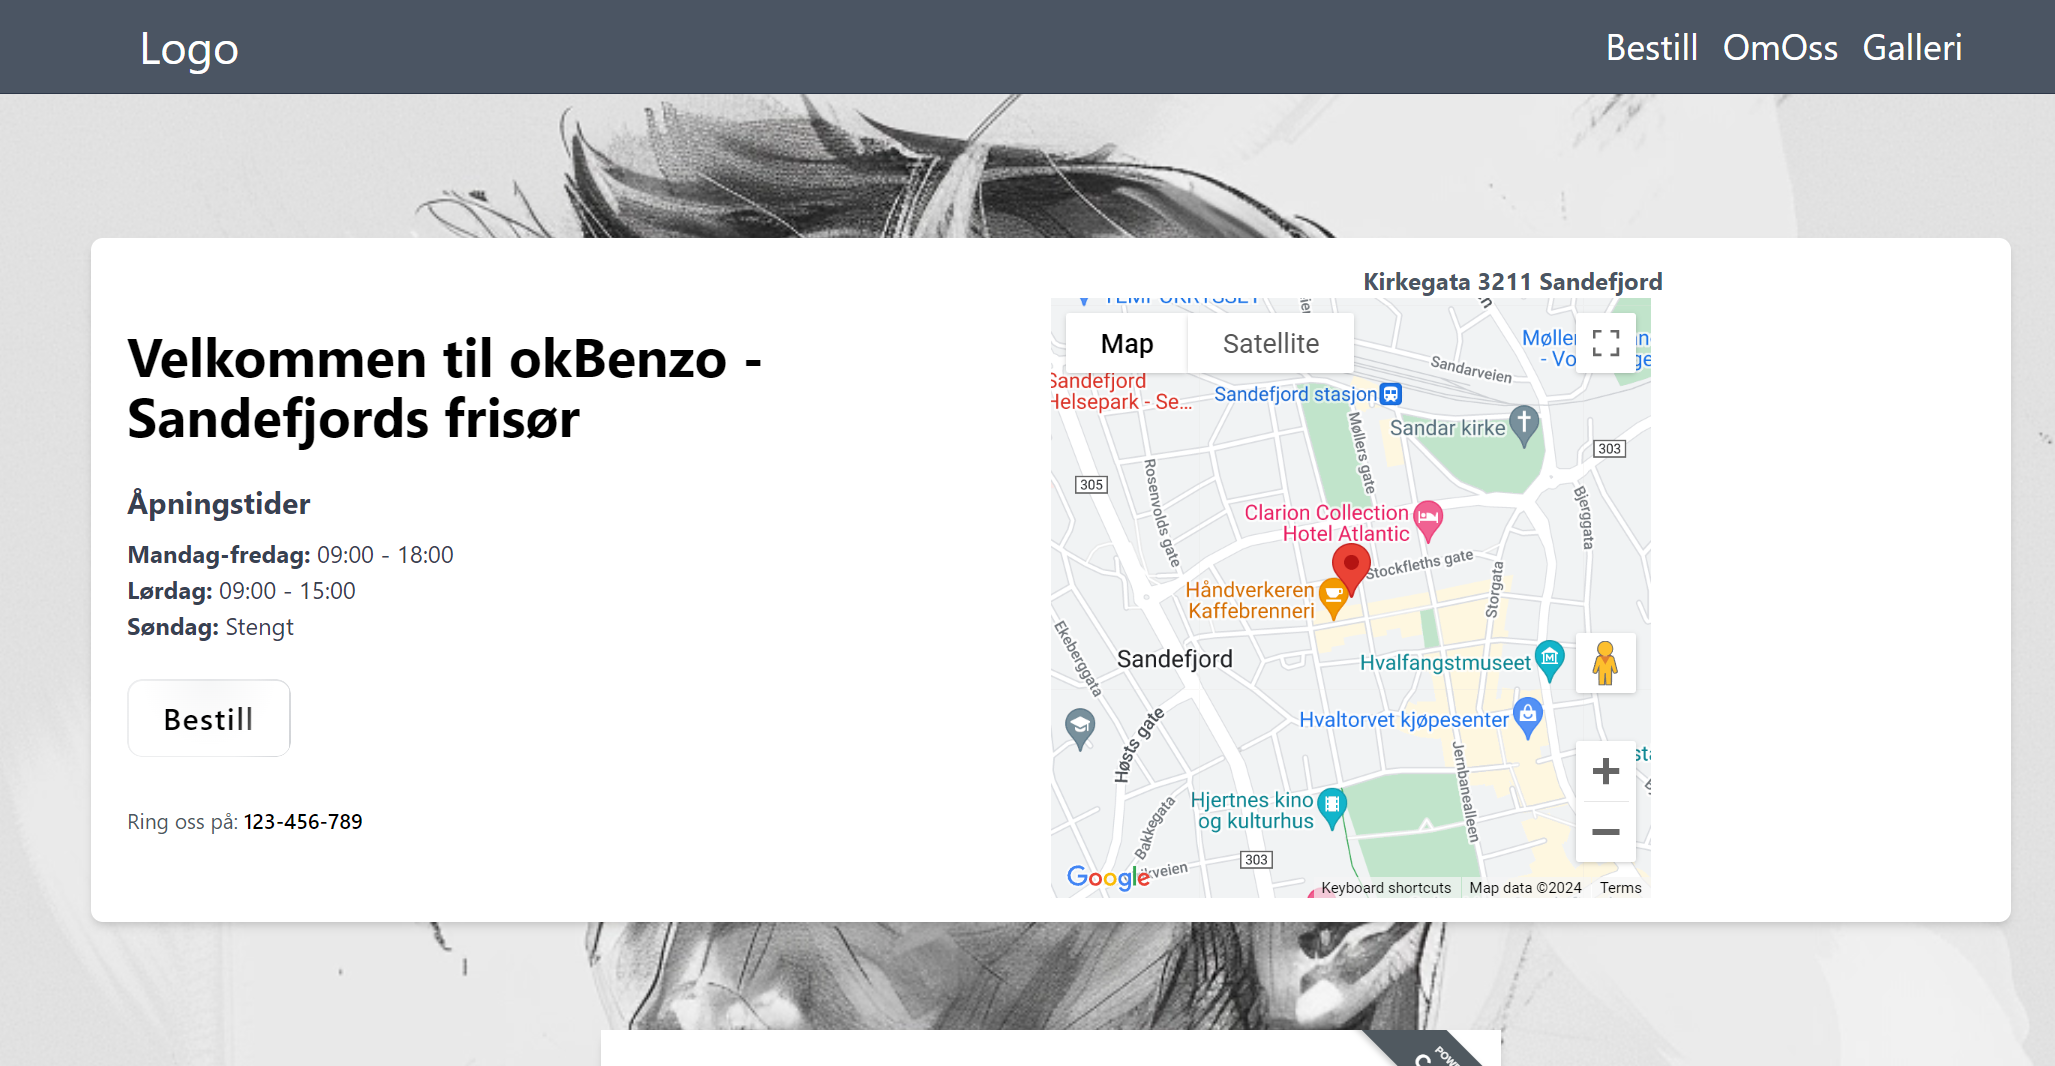 Logo
Bestill OmOss Galleri
Velkommen til okBenzo -
Sandefjords frisør
Åpningstider
Mandag-fredag: 09:00 - 18:00
Lørdag: 09:00 - 15:00
Søndag: Stengt
Bestill
Ring oss på: 123-456-789
Kirkegata 3211 Sandefjord
Map
Satellite
Sandefjord
Helsepark - Se...
Sandefjord stasjon
Sandarveien
- Vo
Møllers gate
Sandar kirke
303
305
Rosenvolds gate
Bjerggata
Clarion Collection
Hotel Atlantic
Stockfleths gate
Håndverkeren
Kaffebrenneri
Storgata
Ekeberggata
Sandefjord
Hvalfangstmuseet
Høsts gate
Hvaltorvet kjøpesenter
Jernbanealleen
Hjertnes kino
og kulturhus
Bakkegata
303
Google
Keyboard shortcuts
Map data ©2024
Terms